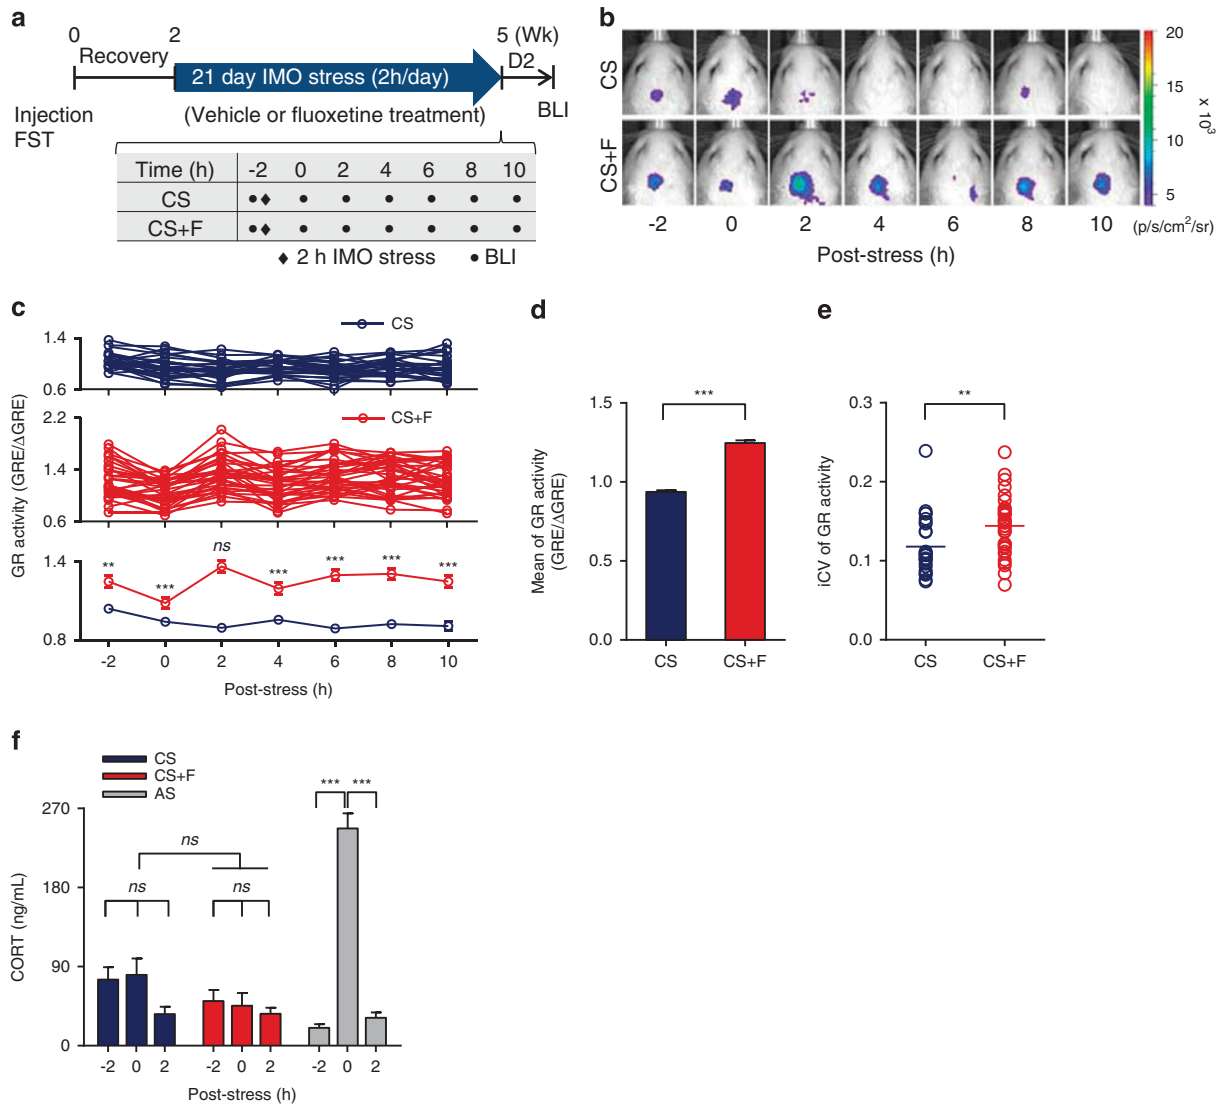 a
0 2 5 (Wk)
Recovery D2
21 day IMO stress (2h/day)
Injection
FST
(Vehicle or fluoxetine treatment)
BLI
Time (h) -2 0 2 4 6 8 10
CS
CS+F
♦ 2 h IMO stress • BLI
b
CS
CS+F
-2 0 2 4 6 8 10
Post-stress (h)
20
15
10
5
x 10³
(p/s/cm²/sr)
c
GR activity (GRE/ΔGRE)
CS
1.4
0.6
CS+F
2.2
1.4
0.6
1.4
0.8
** *** ns *** *** *** ***
-2 0 2 4 6 8 10
Post-stress (h)
d
Mean of GR activity
(GRE/ΔGRE)
1.5
1.0
0.5
0.0
***
CS CS+F
e
iCV of GR activity
0.3
0.2
0.1
0.0
**
CS CS+F
f
CS
CS+F
AS
CORT (ng/mL)
270
180
90
0
ns
ns ns
*** ***
-2 0 2 -2 0 2 -2 0 2
Post-stress (h)